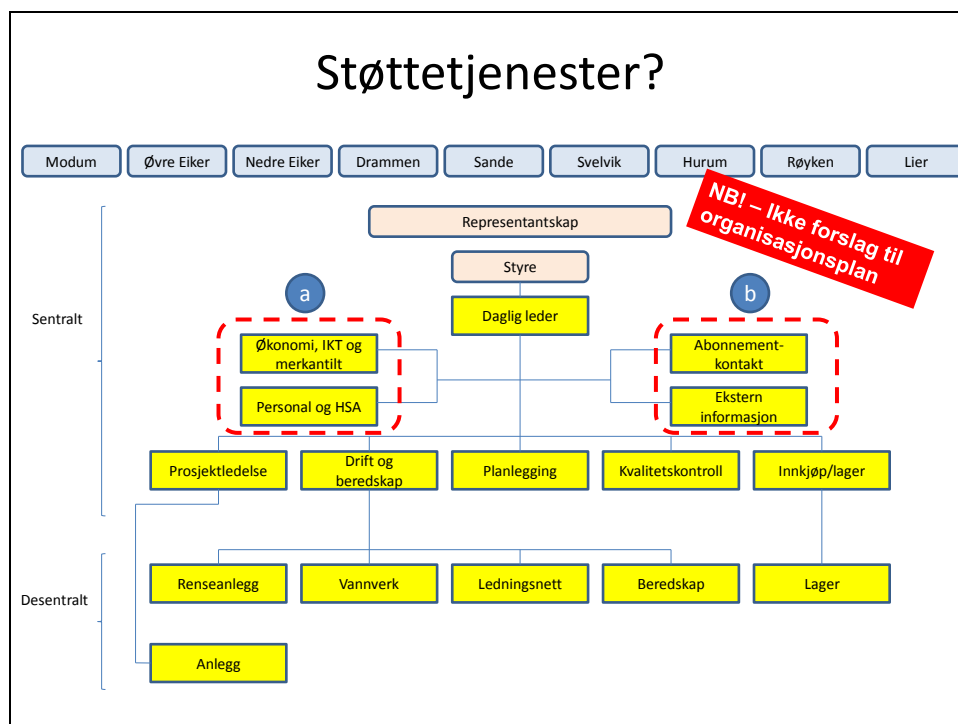 Støttetjenester?
Modum
Øvre Eiker
Nedre Eiker
Drammen
Sande
Svelvik
Hurum
Røyken
Lier
NB! – Ikke forslag til
organisasjonsplan
Representantskap
Styre
a
b
Sentralt
Daglig leder
Økonomi, IKT og
merkantilt
Abonnement-
kontakt
Personal og HSA
Ekstern
informasjon
Prosjektledelse
Drift og
beredskap
Planlegging
Kvalitetskontroll
Innkjøp/lager
Desentralt
Renseanlegg
Vannverk
Ledningsnett
Beredskap
Lager
Anlegg